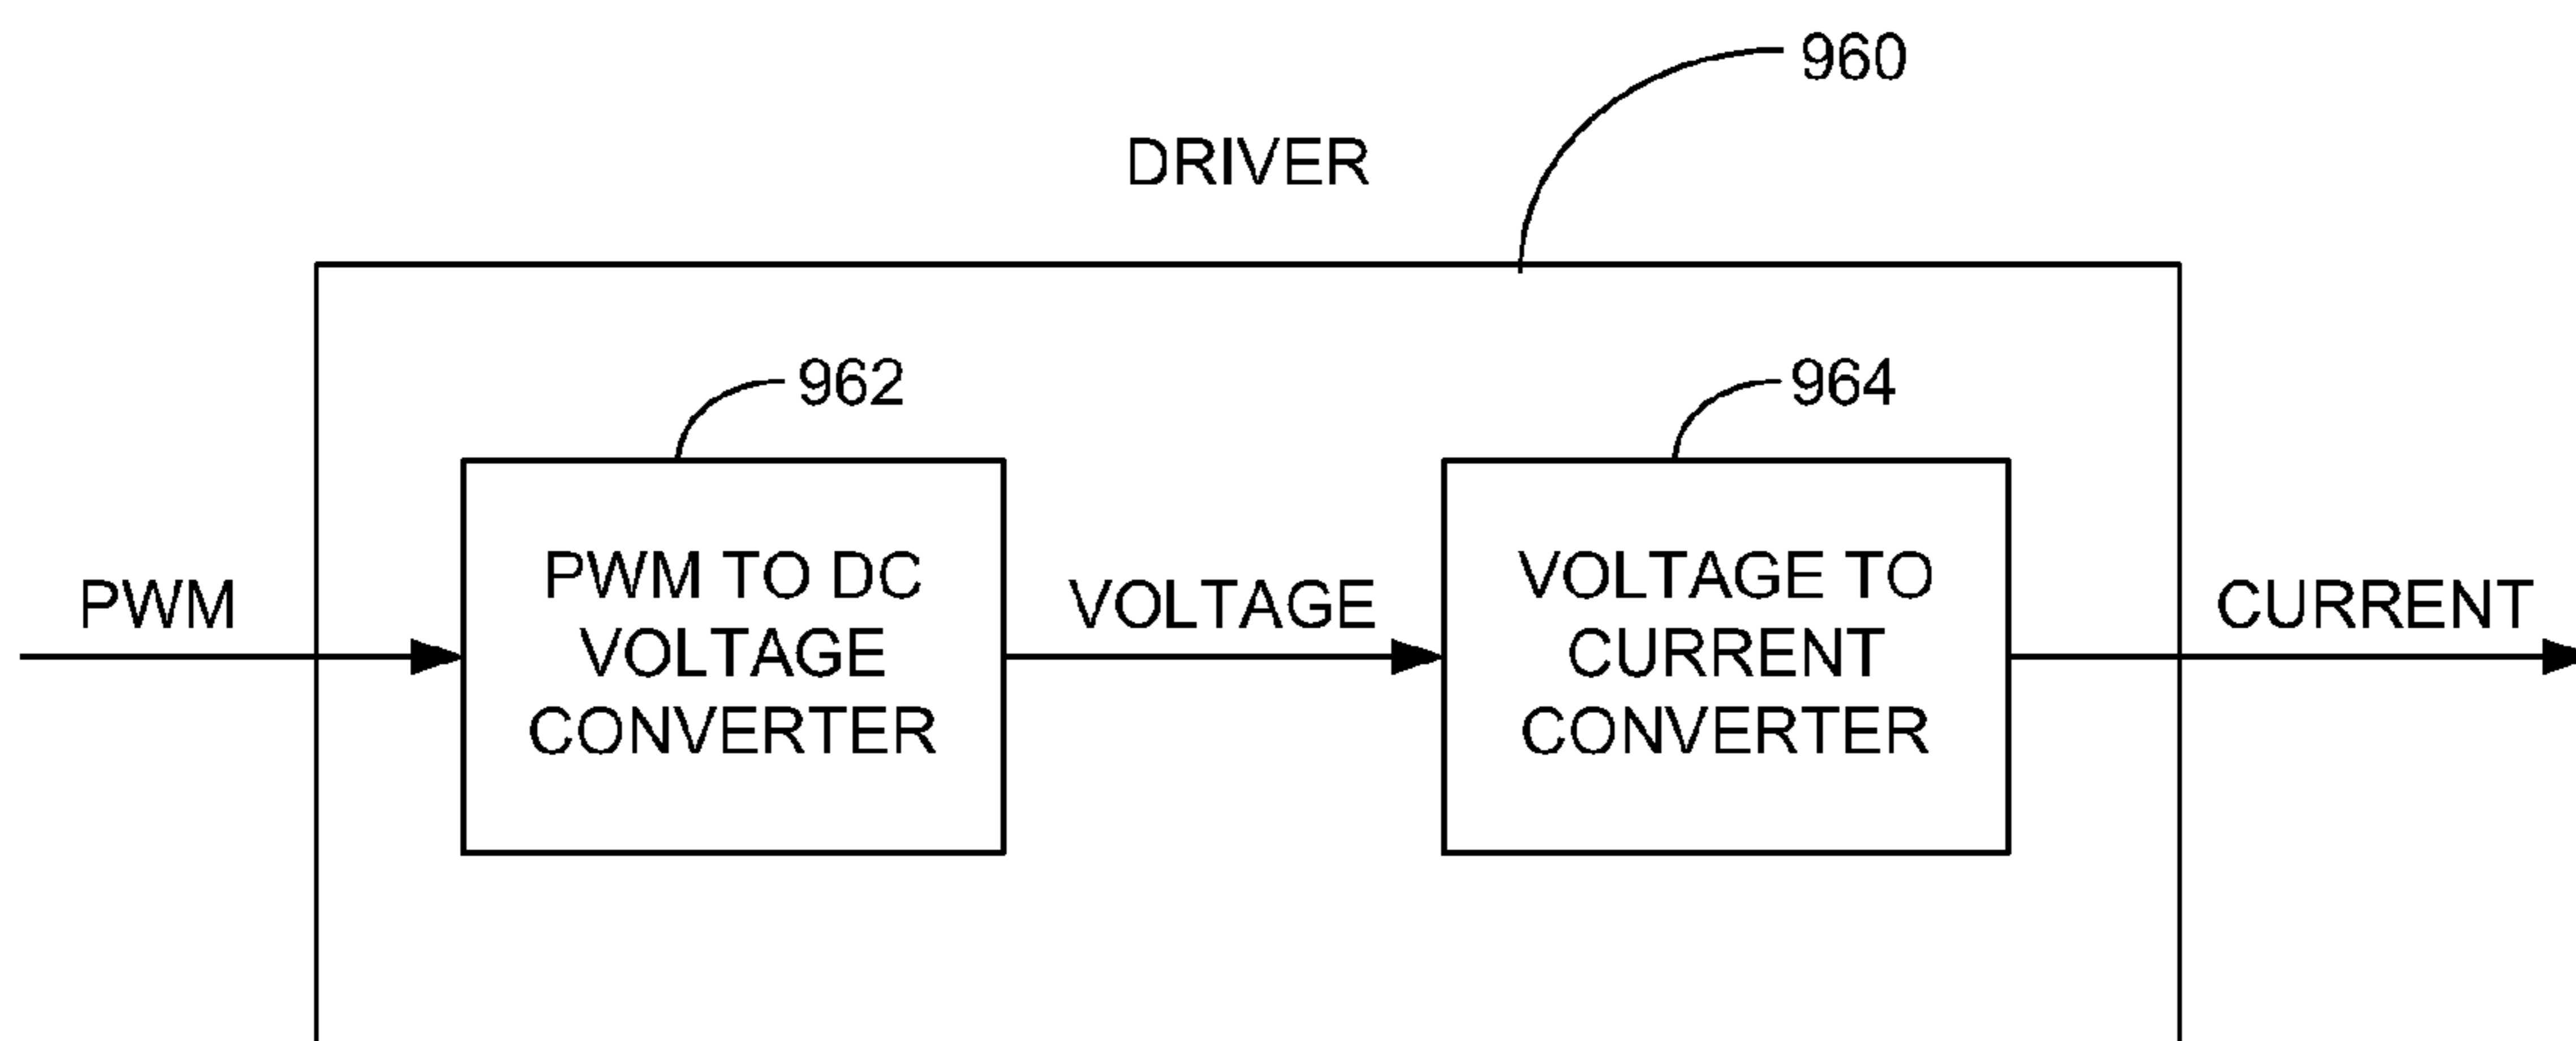 960
DRIVER
962
964
PWM
PWM TO DC
VOLTAGE
CONVERTER
VOLTAGE
VOLTAGE TO
CURRENT
CONVERTER
CURRENT